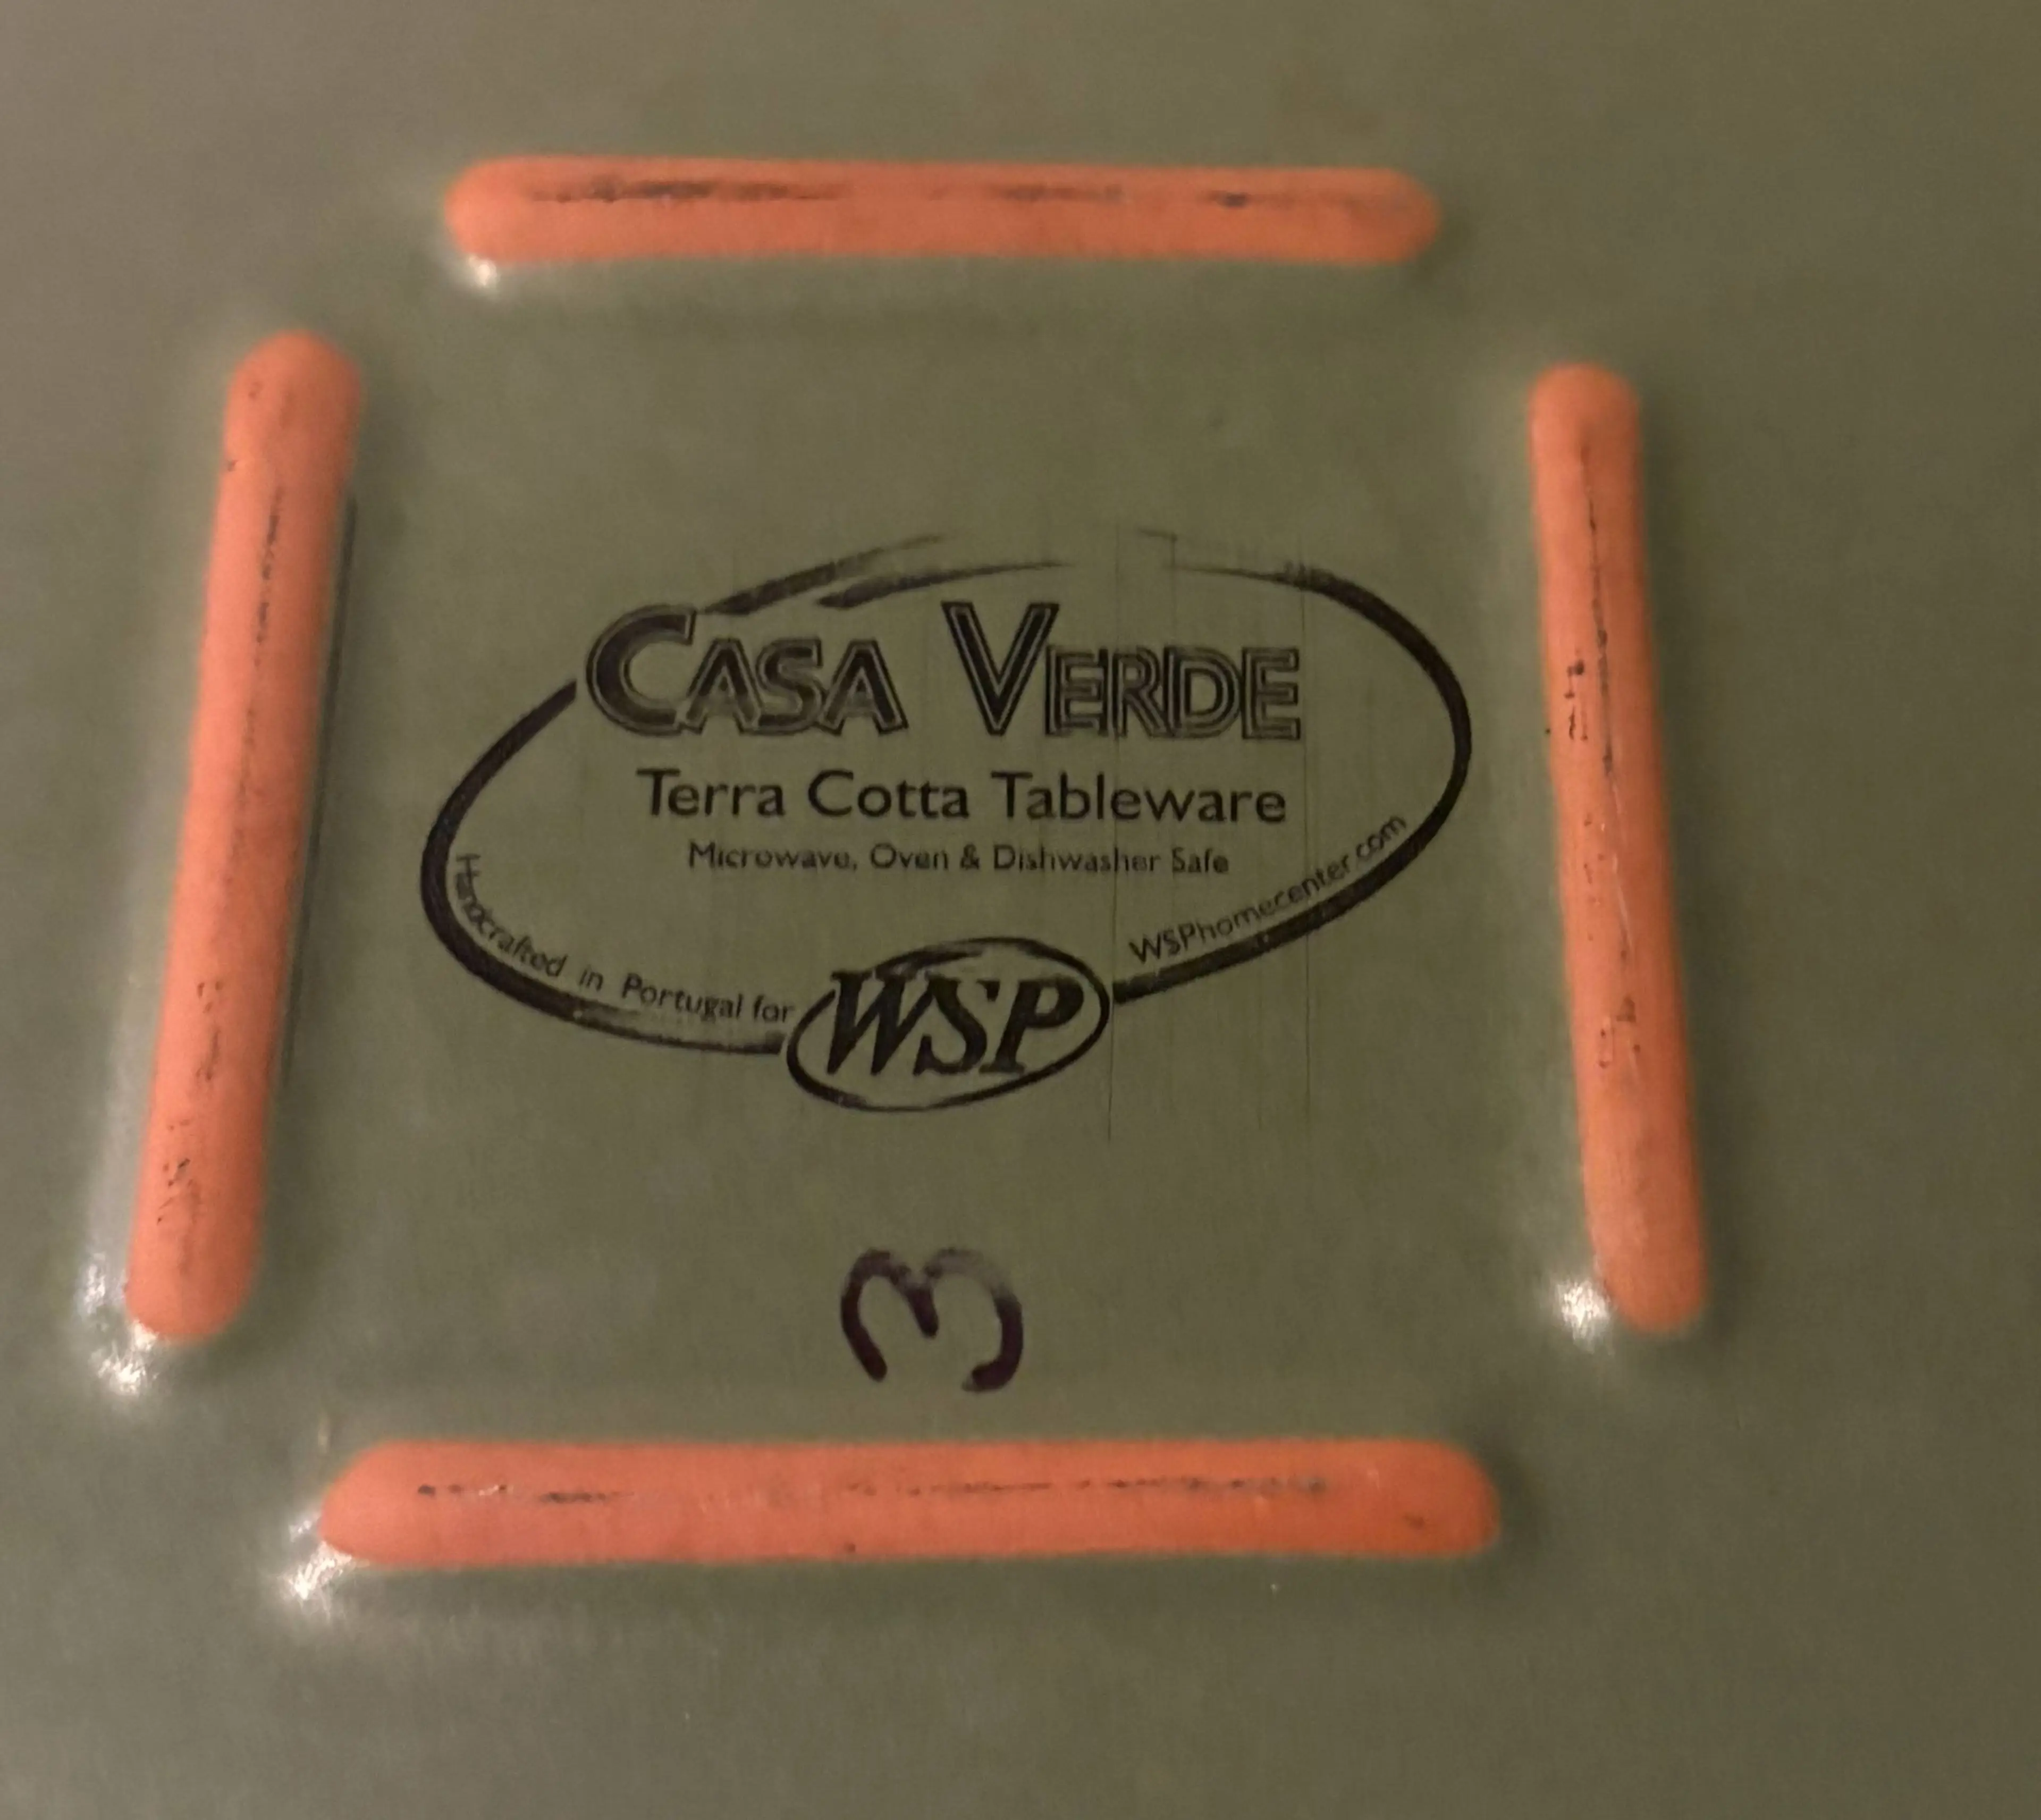 CASA VERDE
Terra Cotta Tableware
Microwave, Oven & Dishwasher Safe
Handcrafted in Portugal for
WSP
WSPhomecenter.com
3